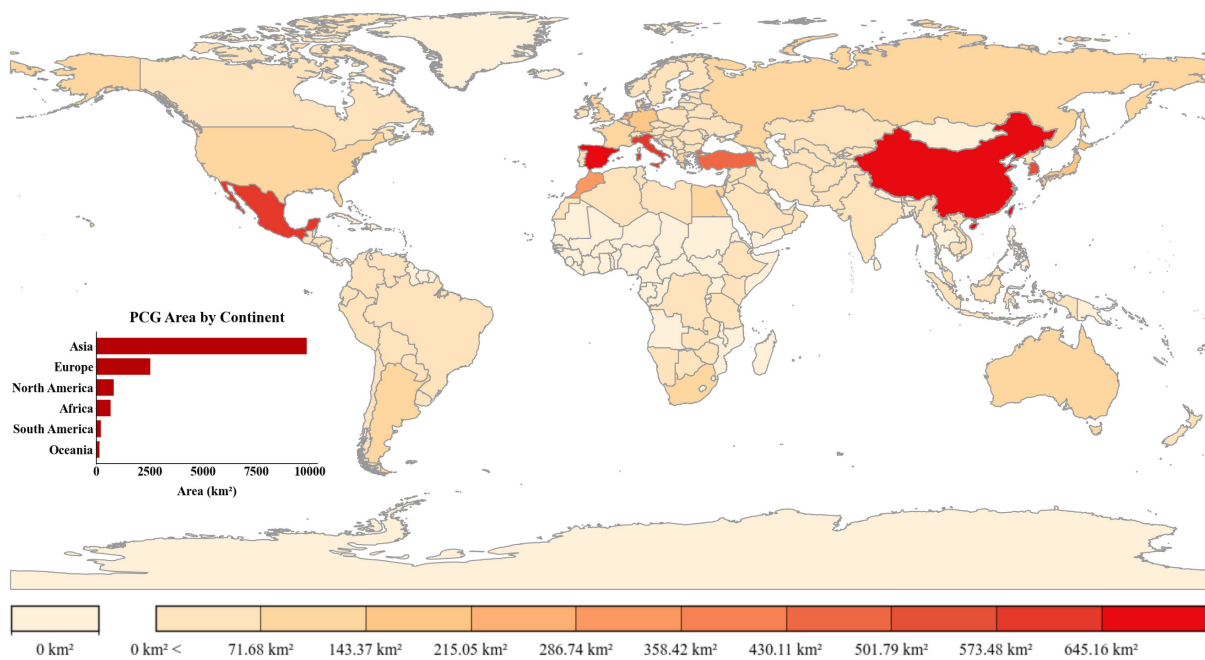 PCG Area by Continent
Asia
Europe
North America
Africa
South America
Oceania
0 2500 5000 7500 10000
Area (km²)
0 km² 0 km² < 71.68 km² 143.37 km² 215.05 km² 286.74 km² 358.42 km² 430.11 km² 501.79 km² 573.48 km² 645.16 km²